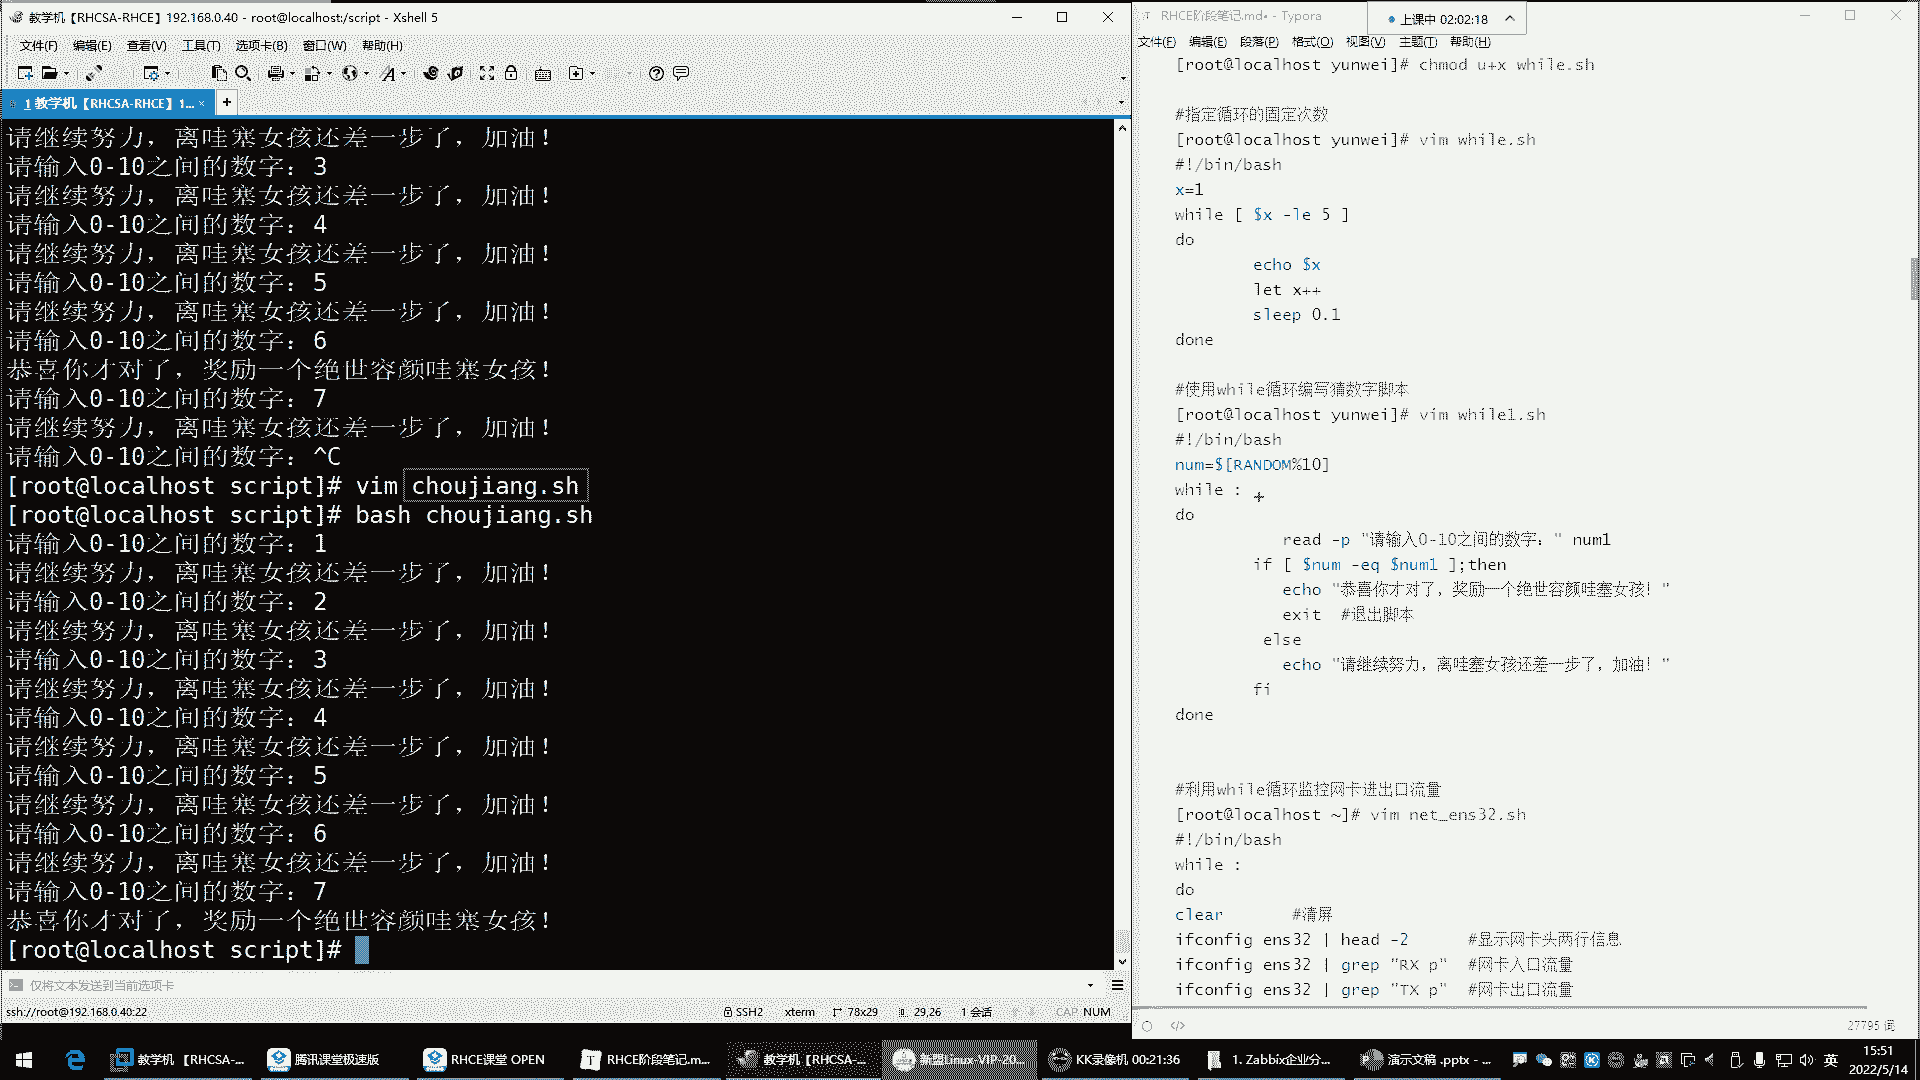 教学机【RHCSA-RHCE】192.168.0.40 - root@localhost:/script - Xshell 5
文件(F) 编辑(E) 查看(V) 工具(T) 选项卡(B) 窗口(W) 帮助(H)
1 教学机【RHCSA-RHCE】1... × +
请继续努力，离哇塞女孩还差一步了，加油！
请输入0-10之间的数字：3
请继续努力，离哇塞女孩还差一步了，加油！
请输入0-10之间的数字：4
请继续努力，离哇塞女孩还差一步了，加油！
请输入0-10之间的数字：5
请继续努力，离哇塞女孩还差一步了，加油！
请输入0-10之间的数字：6
恭喜你才对了，奖励一个绝世容颜哇塞女孩！
请输入0-10之间的数字：7
请继续努力，离哇塞女孩还差一步了，加油！
请输入0-10之间的数字：^C
[root@localhost script]# vim choujiang.sh
[root@localhost script]# bash choujiang.sh
请输入0-10之间的数字：1
请继续努力，离哇塞女孩还差一步了，加油！
请输入0-10之间的数字：2
请继续努力，离哇塞女孩还差一步了，加油！
请输入0-10之间的数字：3
请继续努力，离哇塞女孩还差一步了，加油！
请输入0-10之间的数字：4
请继续努力，离哇塞女孩还差一步了，加油！
请输入0-10之间的数字：5
请继续努力，离哇塞女孩还差一步了，加油！
请输入0-10之间的数字：6
请继续努力，离哇塞女孩还差一步了，加油！
请输入0-10之间的数字：7
恭喜你才对了，奖励一个绝世容颜哇塞女孩！
[root@localhost script]#
仅将文本发送到当前选项卡
ssh://root@192.168.0.40:22 SSH2 xterm 78x29 29,26 1 会话 CAP NUM
RHCE阶段笔记.md• - Typora
上课中 02:02:18
文件(F) 编辑(E) 段落(P) 格式(O) 视图(V) 主题(T) 帮助(H)
[root@localhost yunwei]# chmod u+x while.sh
#指定循环的固定次数
[root@localhost yunwei]# vim while.sh
#!/bin/bash
x=1
while [ $x -le 5 ]
do
echo $x
let x++
sleep 0.1
done
#使用while循环编写猜数字脚本
[root@localhost yunwei]# vim while1.sh
#!/bin/bash
num=$[RANDOM%10]
while :
do
read -p "请输入0-10之间的数字：" num1
if [ $num -eq $num1 ];then
echo "恭喜你才对了，奖励一个绝世容颜哇塞女孩！"
exit #退出脚本
else
echo "请继续努力，离哇塞女孩还差一步了，加油！"
fi
done
#利用while循环监控网卡进出口流量
[root@localhost ~]# vim net_ens32.sh
#!/bin/bash
while :
do
clear #清屏
ifconfig ens32 | head -2 #显示网卡头两行信息
ifconfig ens32 | grep "RX p" #网卡入口流量
ifconfig ens32 | grep "TX p" #网卡出口流量
</> 27795 词
教学机 【RHCSA-... 腾讯课堂极速版 RHCE课堂 OPEN RHCE阶段笔记.m... 教学机【RHCSA-... 新盟Linux-VIP-20... KK录像机 00:21:36 1. Zabbix企业分... 演示文稿 .pptx - ... 英 15:51
2022/5/14